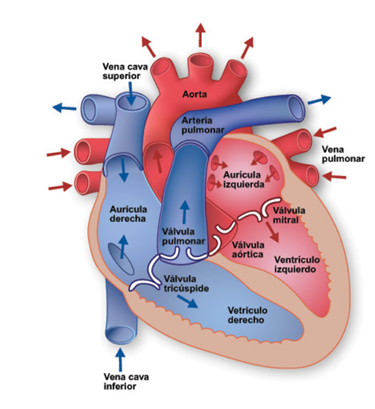 Vena cava
superior
Aorta
Arteria
pulmonar
Vena
pulmonar
Aurícula
izquierda
Aurícula
derecha
Válvula
mitral
Válvula
pulmonar
Válvula
aórtica
Ventrículo
izquierdo
Válvula
tricúspide
Vetriculo
derecho
Vena cava
inferior